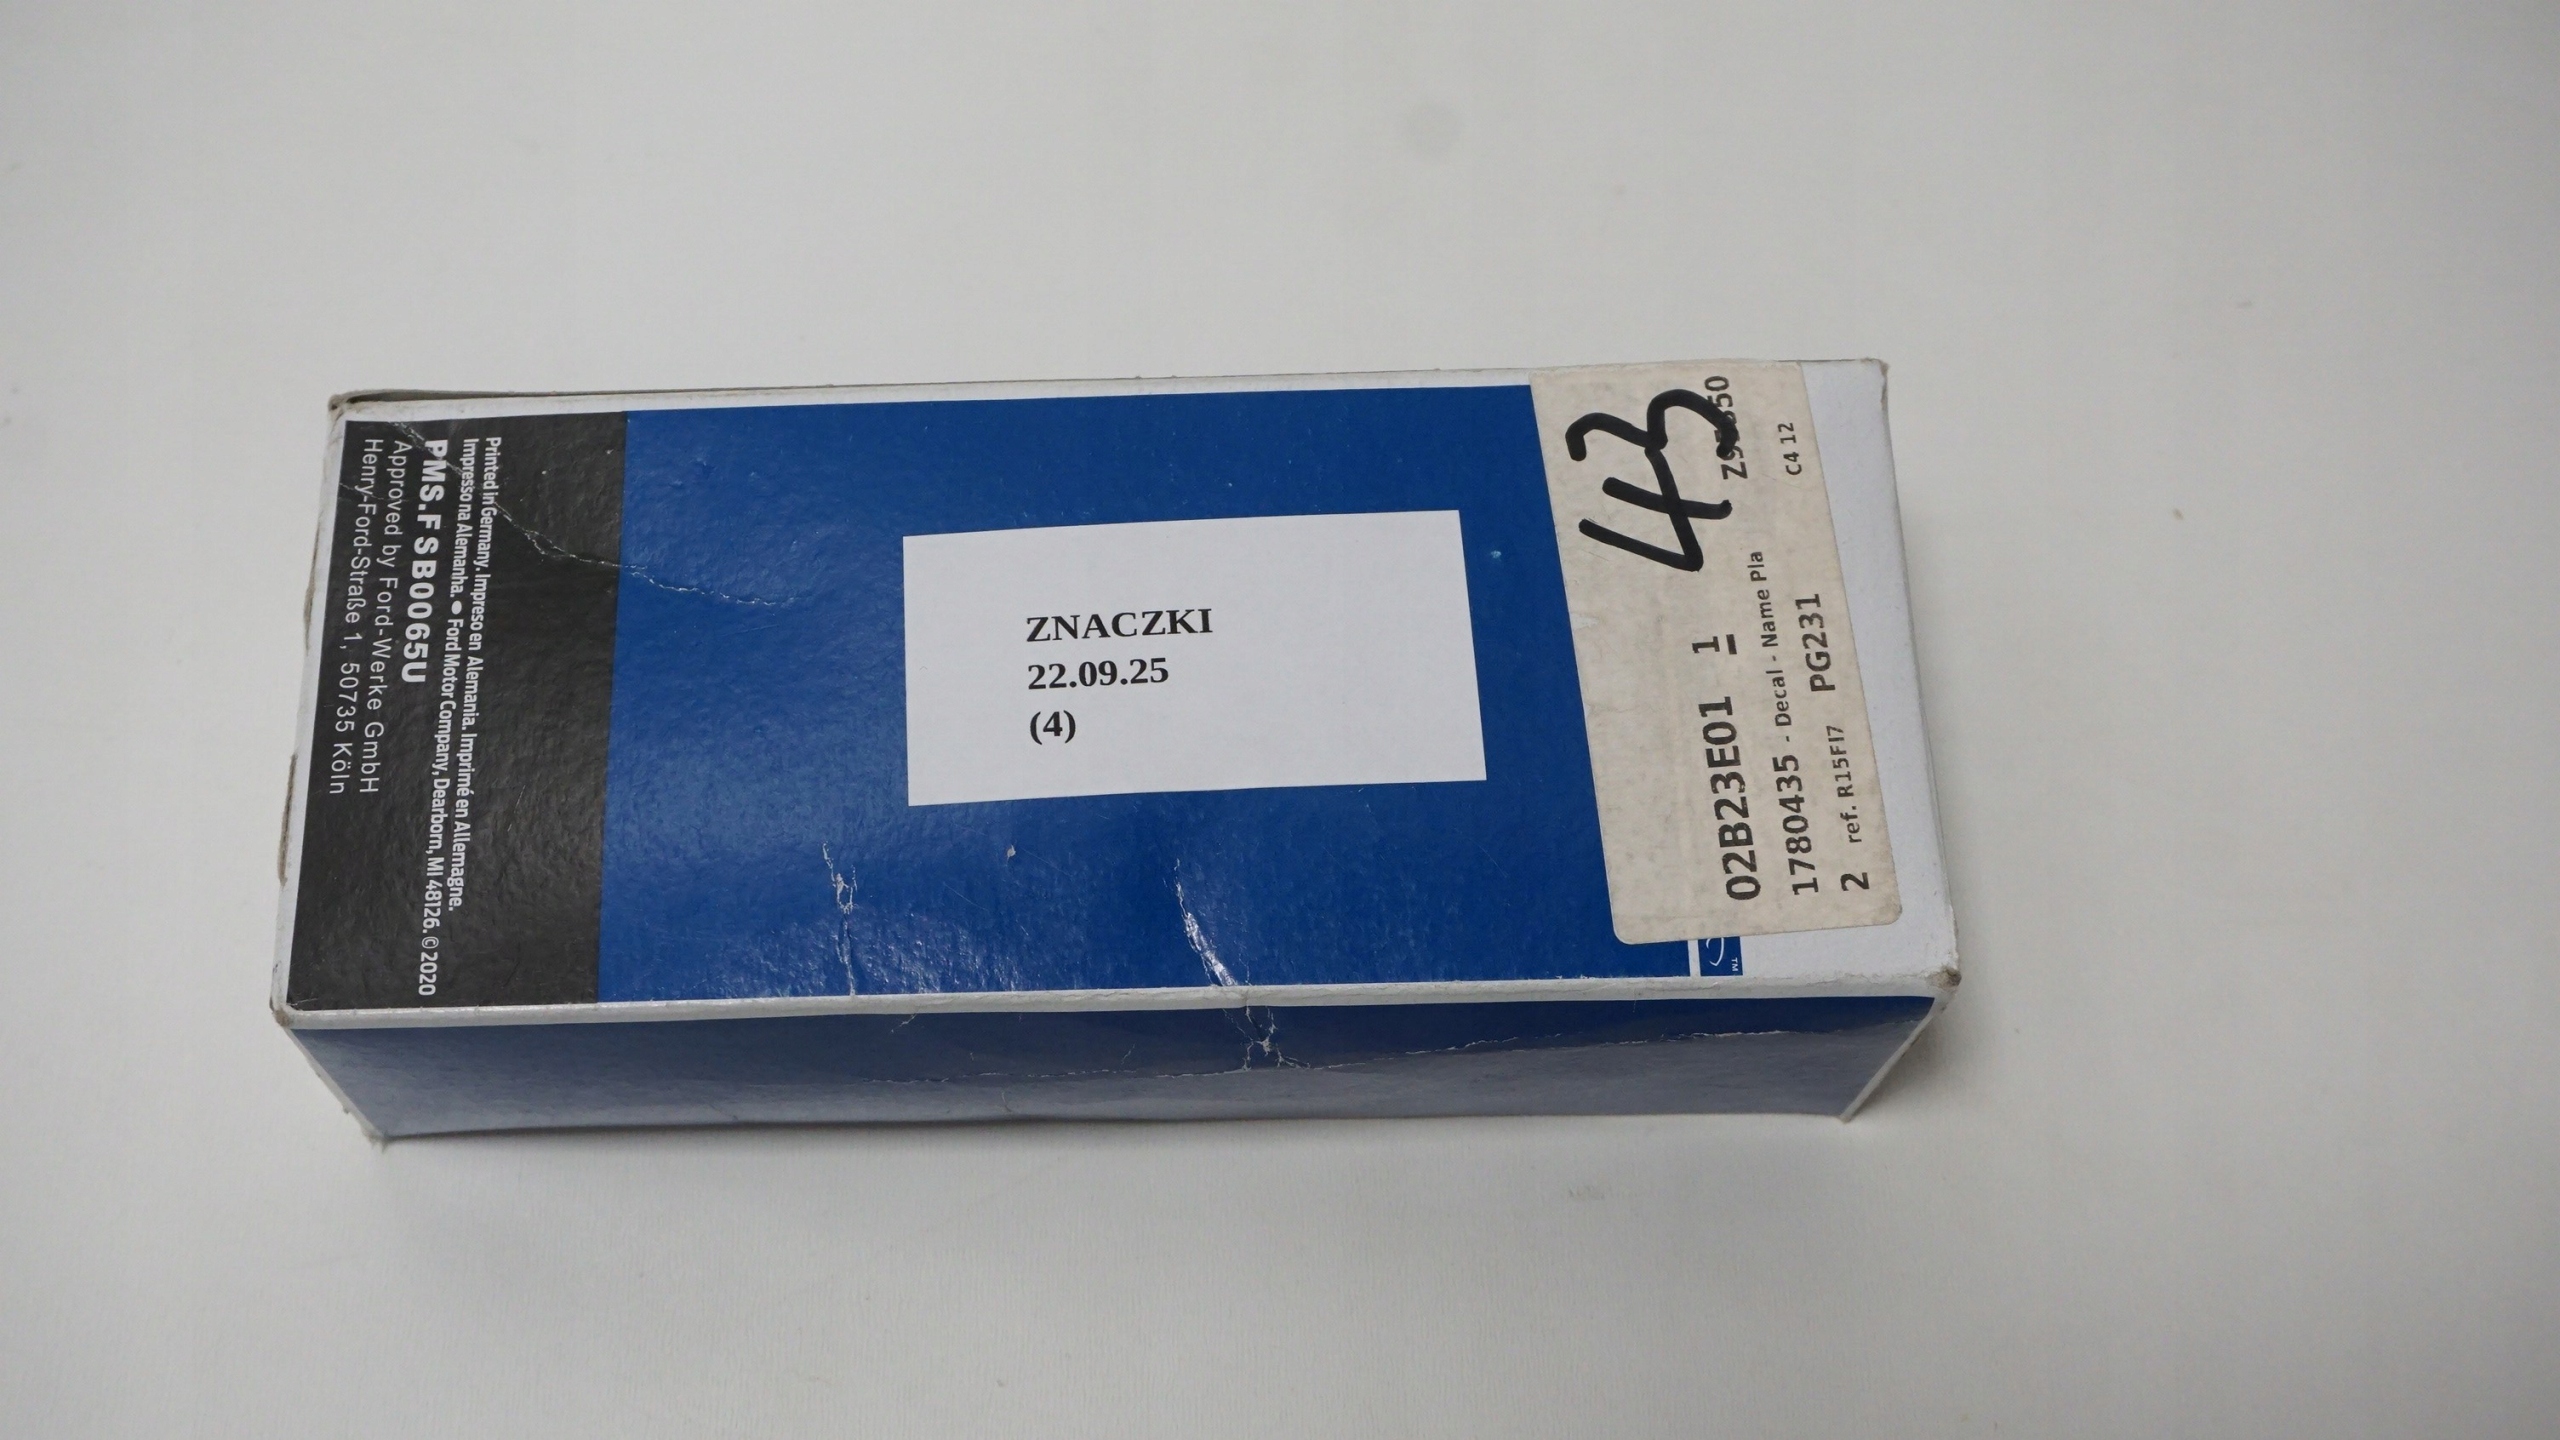 ZNACZKI
22.09.25
(4)
Printed in Germany. Impreso en Alemania. Imprimé en Allemagne.
Impresso na Alemanha. ● Ford Motor Company, Dearborn, MI 48126. © 2020
PMS.FSB0065U
Approved by Ford-Werke GmbH
Henry-Ford-Straße 1, 50735 Köln
43
02B23E01 1
1780435 - Decal - Name Pla C4 12
2 ref. R15FI7 PG231
TM